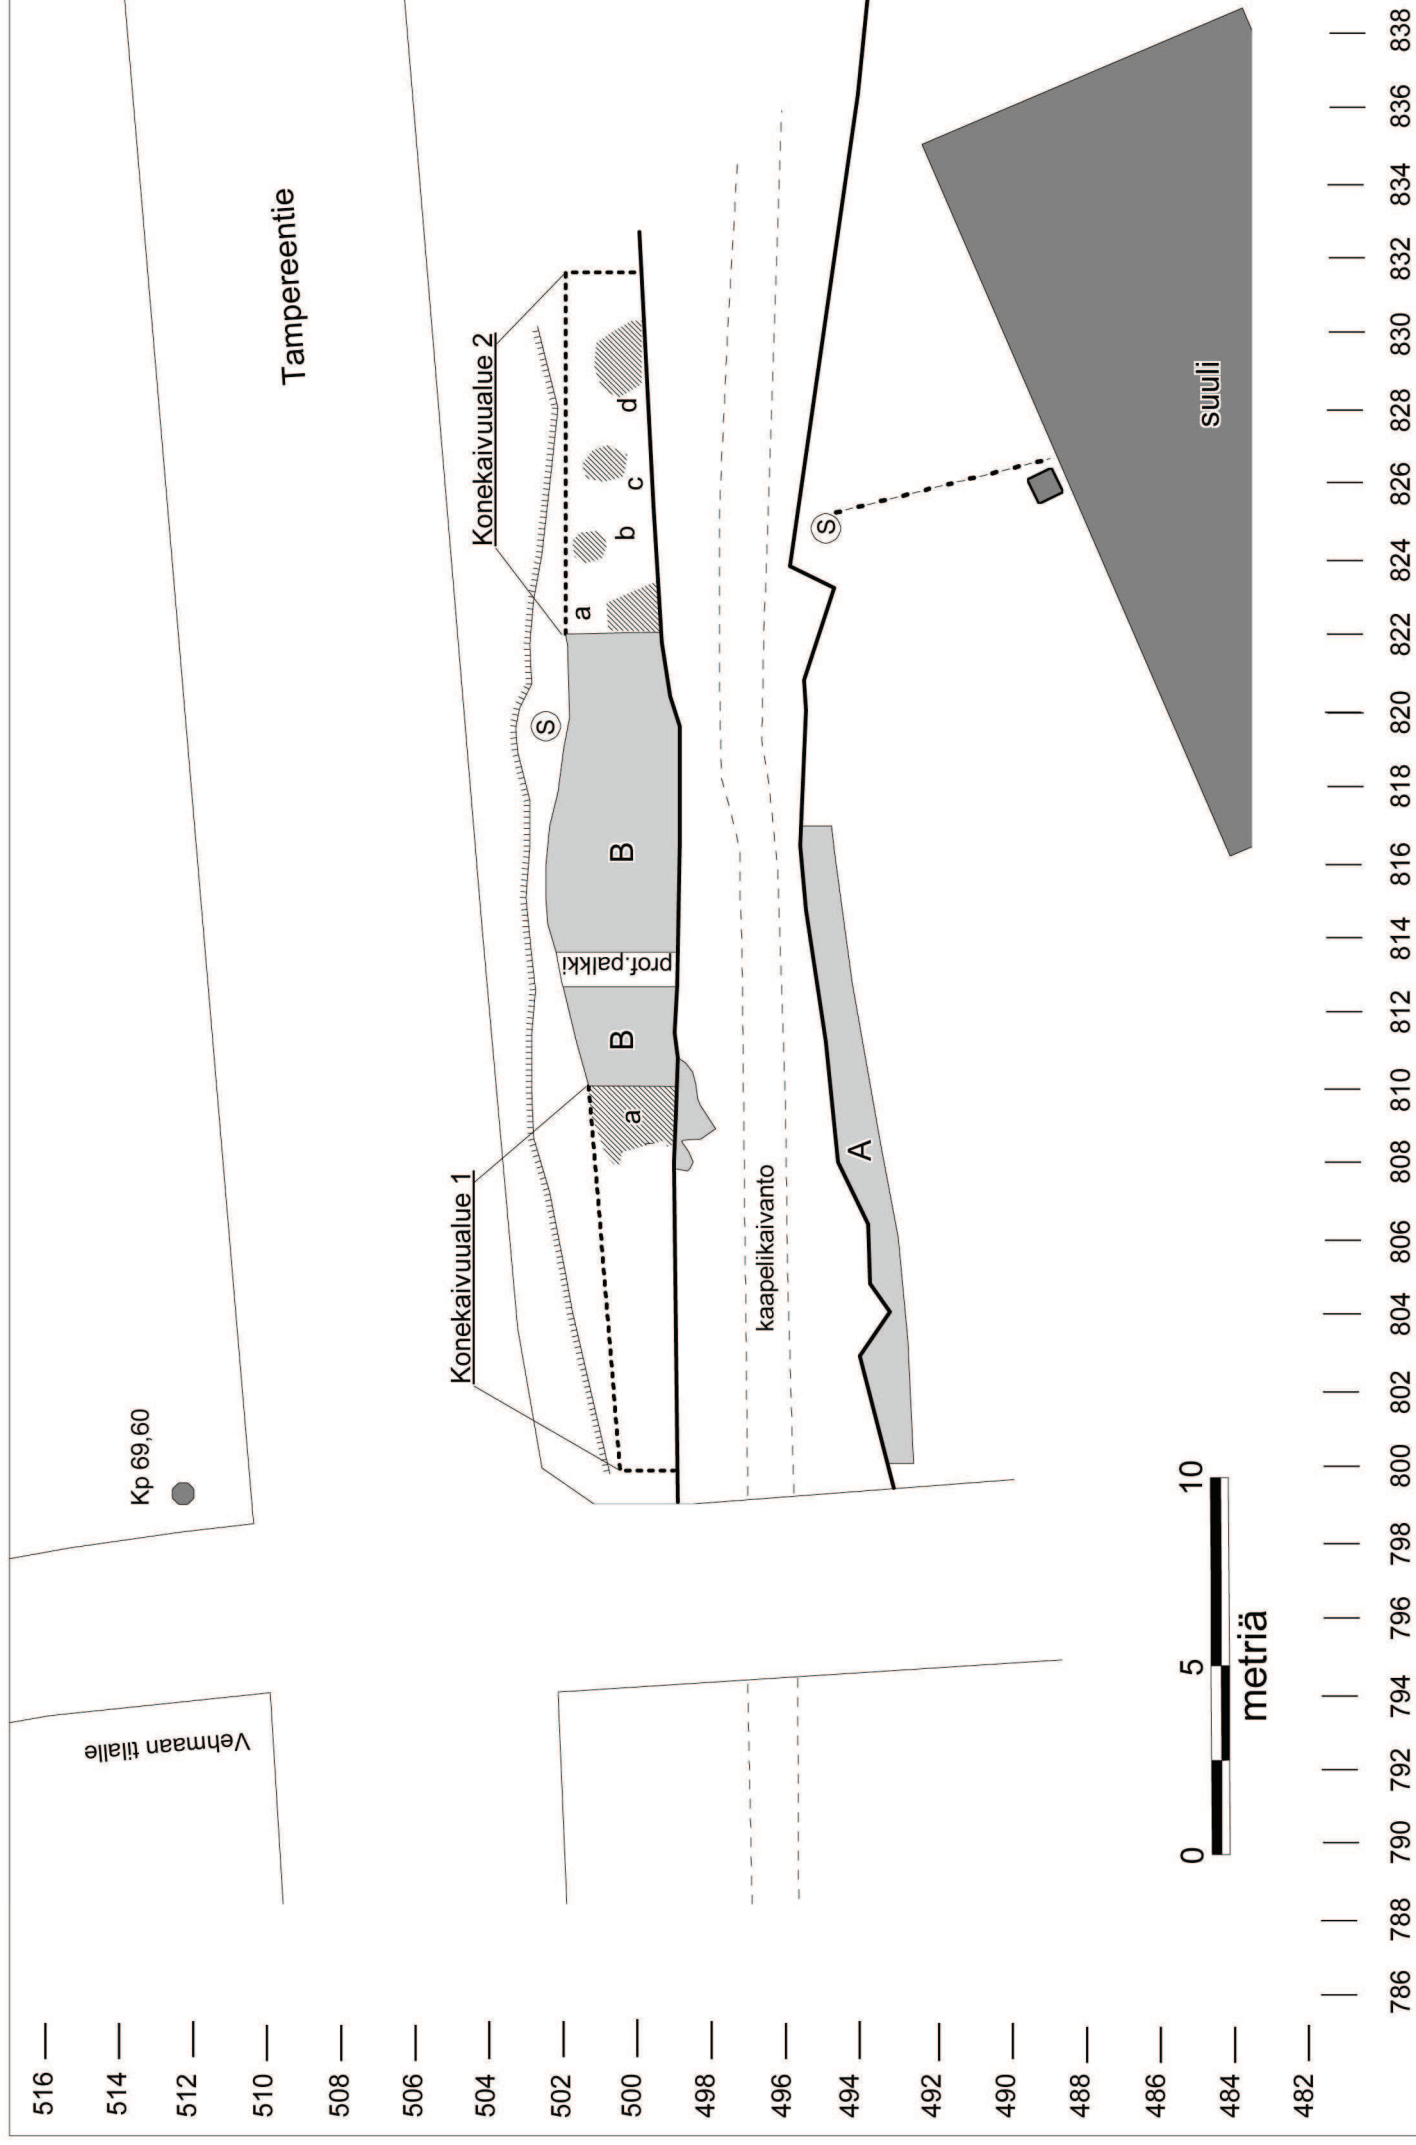 Kp 69,60
Tampereentie
Vehmaan tilalle
Konekaivuualue 1
Konekaivuualue 2
S
a
b
c
d
B
prof.palkki
B
a
kaapelikaivanto
S
A
suuli
0 5 10
metriä
516
514
512
510
508
506
504
502
500
498
496
494
492
490
488
486
484
482
786 788 790 792 794 796 798 800 802 804 806 808 810 812 814 816 818 820 822 824 826 828 830 832 834 836 838